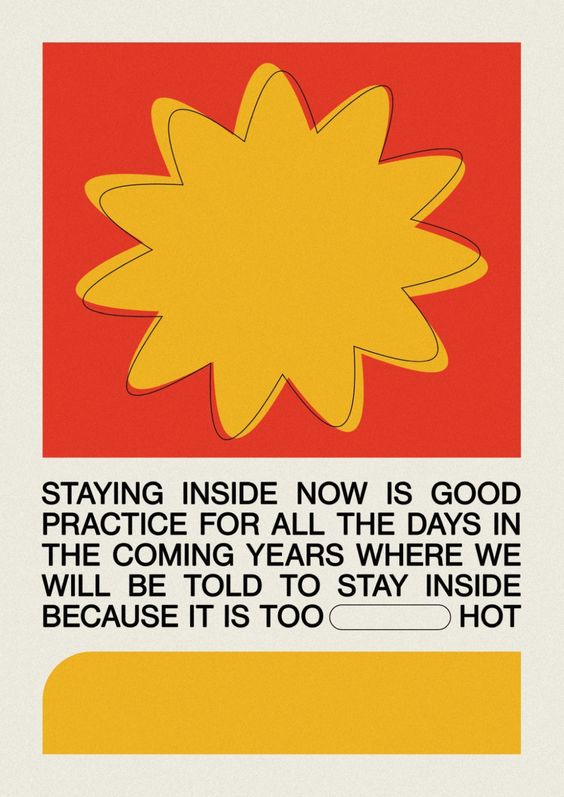 STAYING INSIDE NOW IS GOOD
PRACTICE FOR ALL THE DAYS IN
THE COMING YEARS WHERE WE
WILL BE TOLD TO STAY INSIDE
BECAUSE IT IS TOO HOT